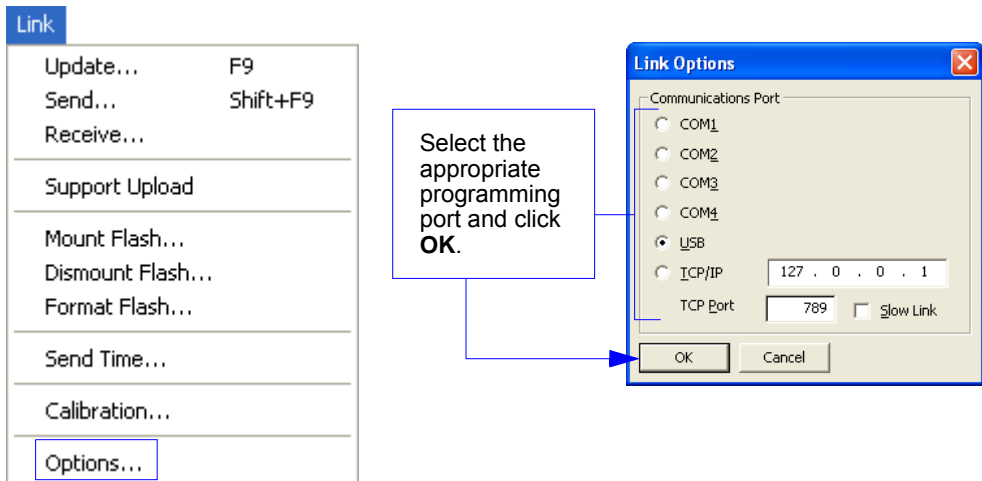 Link
Update... F9
Send... Shift+F9
Receive...
Support Upload
Mount Flash...
Dismount Flash...
Format Flash...
Send Time...
Calibration...
Options...
Select the
appropriate
programming
port and click
OK.
Link Options
Communications Port
COM1
COM2
COM3
COM4
USB
TCP/IP 127 . 0 . 0 . 1
TCP Port 789 Slow Link
OK Cancel